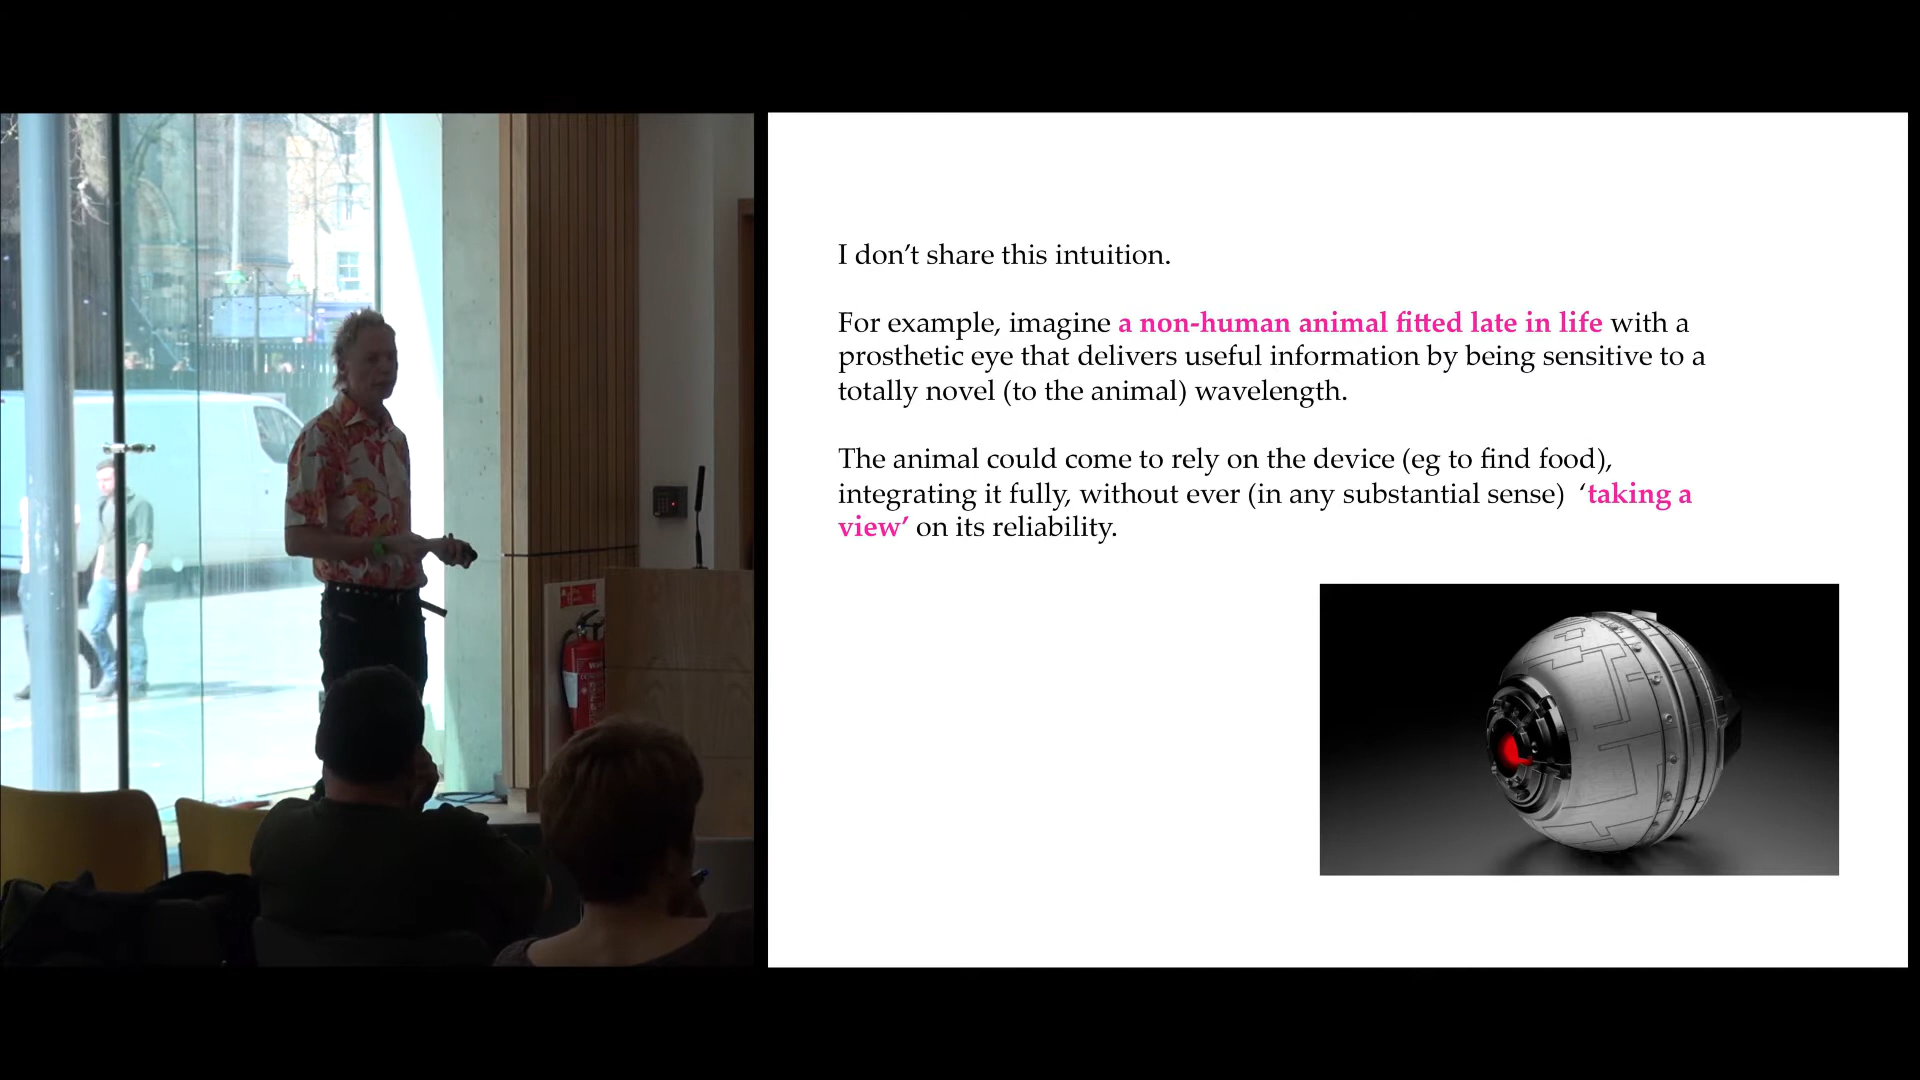 I don’t share this intuition.
For example, imagine a non-human animal fitted late in life with a
prosthetic eye that delivers useful information by being sensitive to a
totally novel (to the animal) wavelength.
The animal could come to rely on the device (eg to find food),
integrating it fully, without ever (in any substantial sense)  ‘taking a
view’ on its reliability.